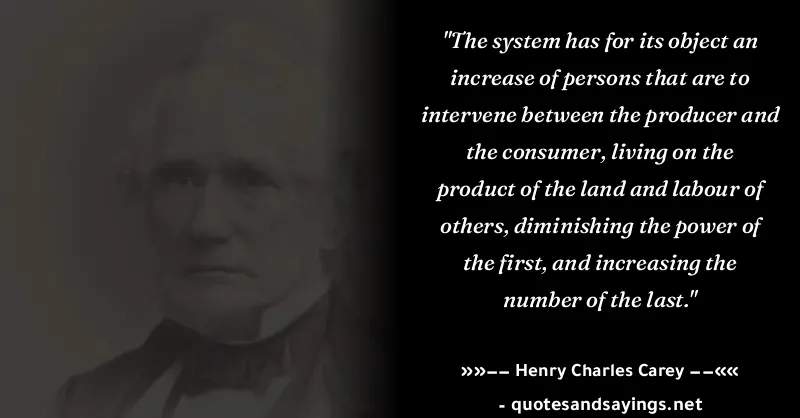 "The system has for its object an
increase of persons that are to
intervene between the producer and
the consumer, living on the
product of the land and labour of
others, diminishing the power of
the first, and increasing the
number of the last."
»»−− Henry Charles Carey −−««
- quotesandsayings.net